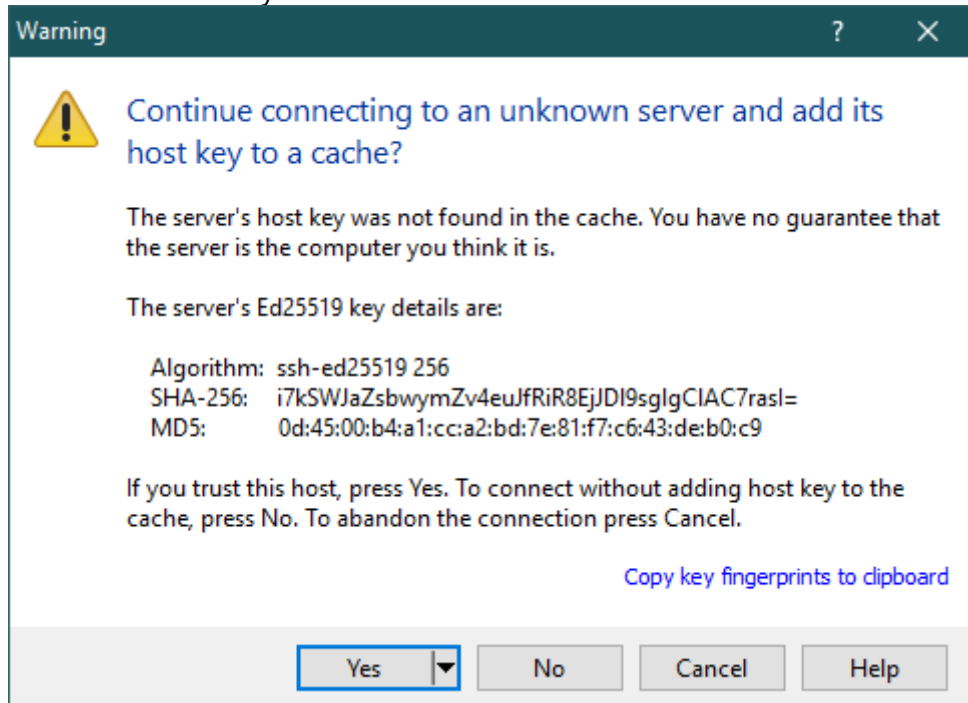 Warning
?
Continue connecting to an unknown server and add its
host key to a cache?
The server's host key was not found in the cache. You have no guarantee that
the server is the computer you think it is.
The server's Ed25519 key details are:
Algorithm: ssh-ed25519 256
SHA-256: i7kSWJaZsbwymZv4euJfRiR8EjJDI9sglgCIAC7rasI=
MD5: 0d:45:00:b4:a1:cc:a2:bd:7e:81:f7:c6:43:de:b0:c9
If you trust this host, press Yes. To connect without adding host key to the
cache, press No. To abandon the connection press Cancel.
Copy key fingerprints to clipboard
Yes No Cancel Help